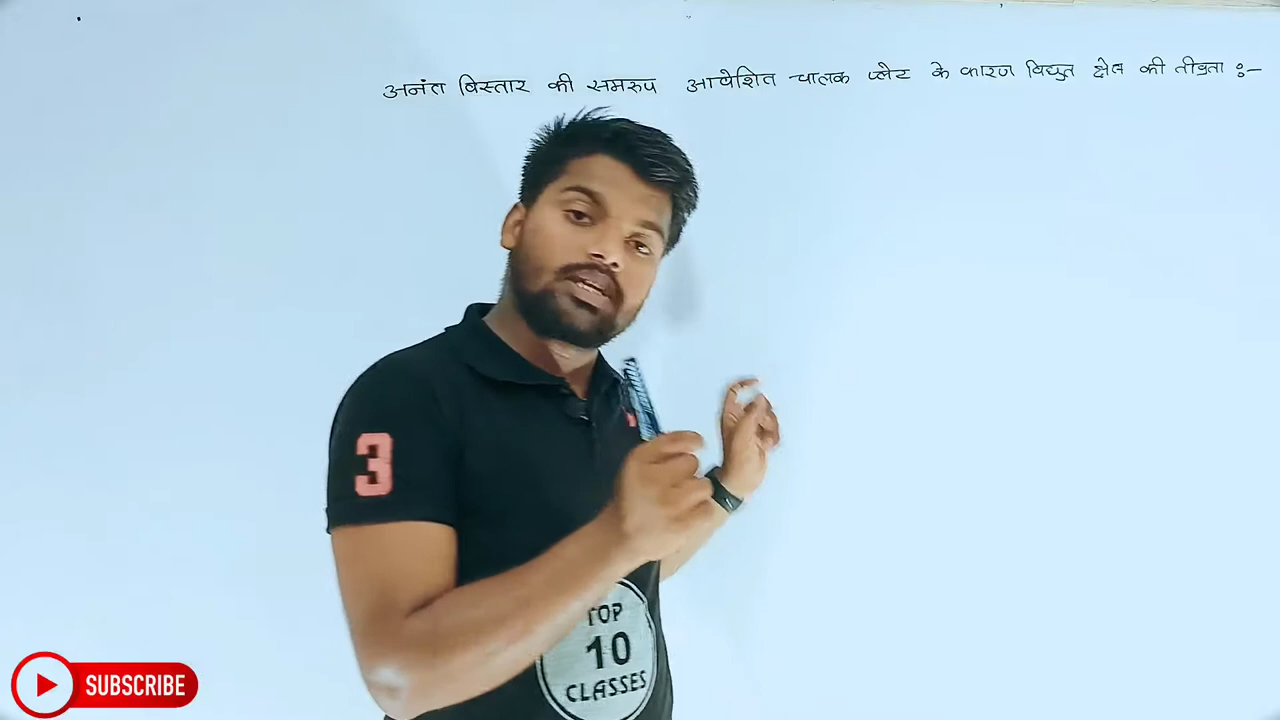 अनंत विस्तार की समरुप आवेशित चालक प्लेट के कारण विद्युत क्षेत्र की तीव्रता :-
3
TOP
10
CLASSES
SUBSCRIBE